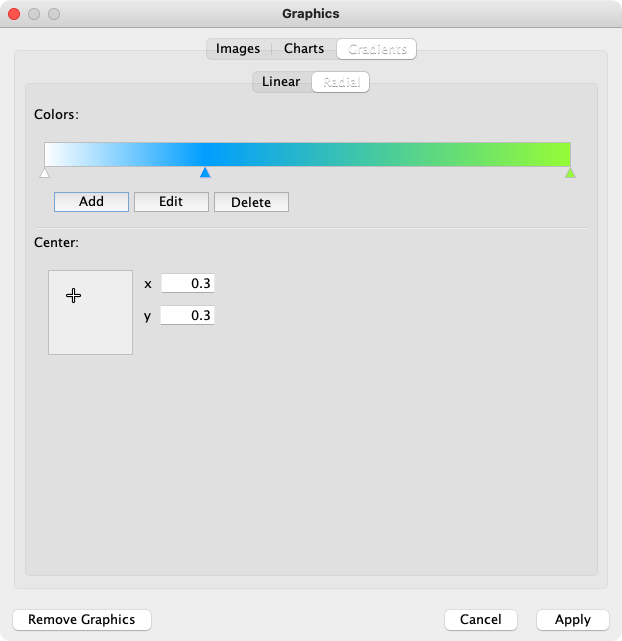 Graphics
Images Charts Gradients
Linear Radial
Colors:
Add Edit Delete
Center:
x 0.3
y 0.3
Remove Graphics Cancel Apply